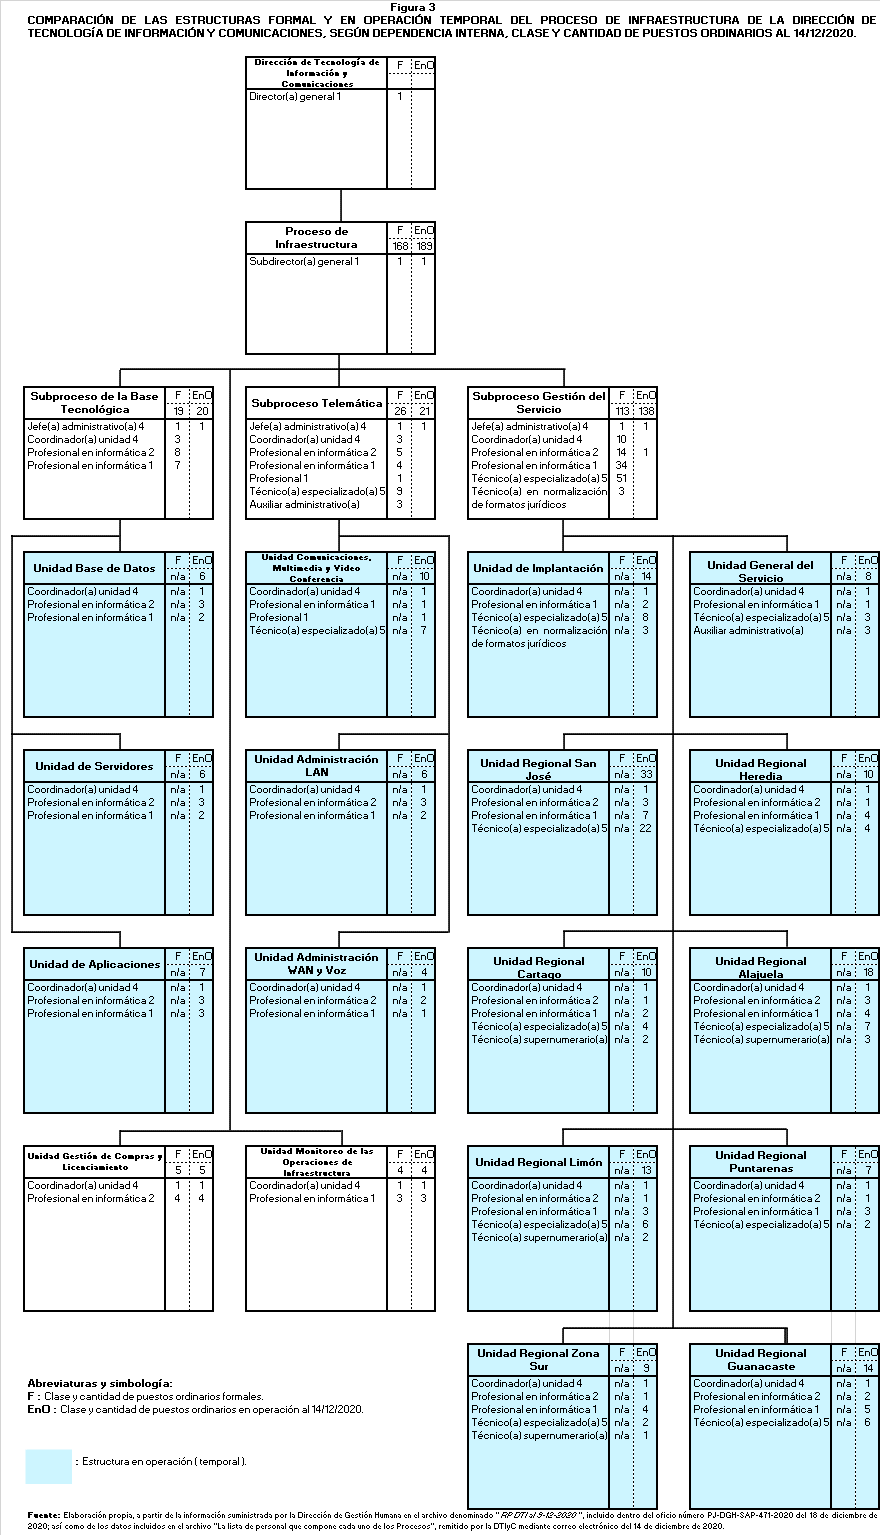 Figura 3
COMPARACIÓN DE LAS ESTRUCTURAS FORMAL Y EN OPERACIÓN TEMPORAL DEL PROCESO DE INFRAESTRUCTURA DE LA DIRECCIÓN DE
TECNOLOGÍA DE INFORMACIÓN Y COMUNICACIONES, SEGÚN DEPENDENCIA INTERNA, CLASE Y CANTIDAD DE PUESTOS ORDINARIOS AL 14/12/2020.
Dirección de Tecnología de
Información y
Comunicaciones
F EnO
Director(a) general 1 1
Proceso de
Infraestructura
F EnO
168 189
Subdirector(a) general 1 1 1
Subproceso de la Base
Tecnológica
F EnO
19 20
Jefe(a) administrativo(a) 4 1 1
Coordinador(a) unidad 4 3
Profesional en informática 2 8
Profesional en informática 1 7
Subproceso Telemática
F EnO
26 21
Jefe(a) administrativo(a) 4 1 1
Coordinador(a) unidad 4 3
Profesional en informática 2 5
Profesional en informática 1 4
Profesional 1 1
Técnico(a) especializado(a) 5 9
Auxiliar administrativo(a) 3
Subproceso Gestión del
Servicio
F EnO
113 138
Jefe(a) administrativo(a) 4 1 1
Coordinador(a) unidad 4 10
Profesional en informática 2 14 1
Profesional en informática 1 34
Técnico(a) especializado(a) 5 51
Técnico(a) en normalización 3
de formatos jurídicos
Unidad Base de Datos
F EnO
n/a 6
Coordinador(a) unidad 4 n/a 1
Profesional en informática 2 n/a 3
Profesional en informática 1 n/a 2
Unidad Comunicaciones,
Multimedia y Video
Conferencia
F EnO
n/a 10
Coordinador(a) unidad 4 n/a 1
Profesional en informática 1 n/a 1
Profesional 1 n/a 1
Técnico(a) especializado(a) 5 n/a 7
Unidad de Implantación
F EnO
n/a 14
Coordinador(a) unidad 4 n/a 1
Profesional en informática 1 n/a 2
Técnico(a) especializado(a) 5 n/a 8
Técnico(a) en normalización n/a 3
de formatos jurídicos
Unidad General del
Servicio
F EnO
n/a 8
Coordinador(a) unidad 4 n/a 1
Profesional en informática 1 n/a 1
Técnico(a) especializado(a) 5 n/a 3
Auxiliar administrativo(a) n/a 3
Unidad de Servidores
F EnO
n/a 6
Coordinador(a) unidad 4 n/a 1
Profesional en informática 2 n/a 3
Profesional en informática 1 n/a 2
Unidad Administración
LAN
F EnO
n/a 6
Coordinador(a) unidad 4 n/a 1
Profesional en informática 2 n/a 3
Profesional en informática 1 n/a 2
Unidad Regional San
José
F EnO
n/a 33
Coordinador(a) unidad 4 n/a 1
Profesional en informática 2 n/a 3
Profesional en informática 1 n/a 7
Técnico(a) especializado(a) 5 n/a 22
Unidad Regional
Heredia
F EnO
n/a 10
Coordinador(a) unidad 4 n/a 1
Profesional en informática 2 n/a 1
Profesional en informática 1 n/a 4
Técnico(a) especializado(a) 5 n/a 4
Unidad de Aplicaciones
F EnO
n/a 7
Coordinador(a) unidad 4 n/a 1
Profesional en informática 2 n/a 3
Profesional en informática 1 n/a 3
Unidad Administración
WAN y Voz
F EnO
n/a 4
Coordinador(a) unidad 4 n/a 1
Profesional en informática 2 n/a 2
Profesional en informática 1 n/a 1
Unidad Regional
Cartago
F EnO
n/a 10
Coordinador(a) unidad 4 n/a 1
Profesional en informática 2 n/a 1
Profesional en informática 1 n/a 2
Técnico(a) especializado(a) 5 n/a 4
Técnico(a) supernumerario(a) n/a 2
Unidad Regional
Alajuela
F EnO
n/a 18
Coordinador(a) unidad 4 n/a 1
Profesional en informática 2 n/a 3
Profesional en informática 1 n/a 4
Técnico(a) especializado(a) 5 n/a 7
Técnico(a) supernumerario(a) n/a 3
Unidad Gestión de Compras y
Licenciamiento
F EnO
5 5
Coordinador(a) unidad 4 1 1
Profesional en informática 2 4 4
Unidad Monitoreo de las
Operaciones de
Infraestructura
F EnO
4 4
Coordinador(a) unidad 4 1 1
Profesional en informática 1 3 3
Unidad Regional Limón
F EnO
n/a 13
Coordinador(a) unidad 4 n/a 1
Profesional en informática 2 n/a 1
Profesional en informática 1 n/a 3
Técnico(a) especializado(a) 5 n/a 6
Técnico(a) supernumerario(a) n/a 2
Unidad Regional
Puntarenas
F EnO
n/a 7
Coordinador(a) unidad 4 n/a 1
Profesional en informática 2 n/a 1
Profesional en informática 1 n/a 3
Técnico(a) especializado(a) 5 n/a 2
Unidad Regional Zona
Sur
F EnO
n/a 9
Coordinador(a) unidad 4 n/a 1
Profesional en informática 2 n/a 1
Profesional en informática 1 n/a 4
Técnico(a) especializado(a) 5 n/a 2
Técnico(a) supernumerario(a) n/a 1
Unidad Regional
Guanacaste
F EnO
n/a 14
Coordinador(a) unidad 4 n/a 1
Profesional en informática 2 n/a 2
Profesional en informática 1 n/a 5
Técnico(a) especializado(a) 5 n/a 6
Abreviaturas y simbología:
F : Clase y cantidad de puestos ordinarios formales.
EnO : Clase y cantidad de puestos ordinarios en operación al 14/12/2020.
: Estructura en operación ( temporal ).
Fuente: Elaboración propia, a partir de la información suministrada por la Dirección de Gestión Humana en el archivo denominado "RP DTI al 9-12-2020", incluido dentro del oficio número PJ-DGH-SAP-471-2020 del 18 de diciembre de
2020; así como de los datos incluidos en el archivo "La lista de personal que compone cada uno de los Procesos", remitido por la DTIyC mediante correo electrónico del 14 de diciembre de 2020.